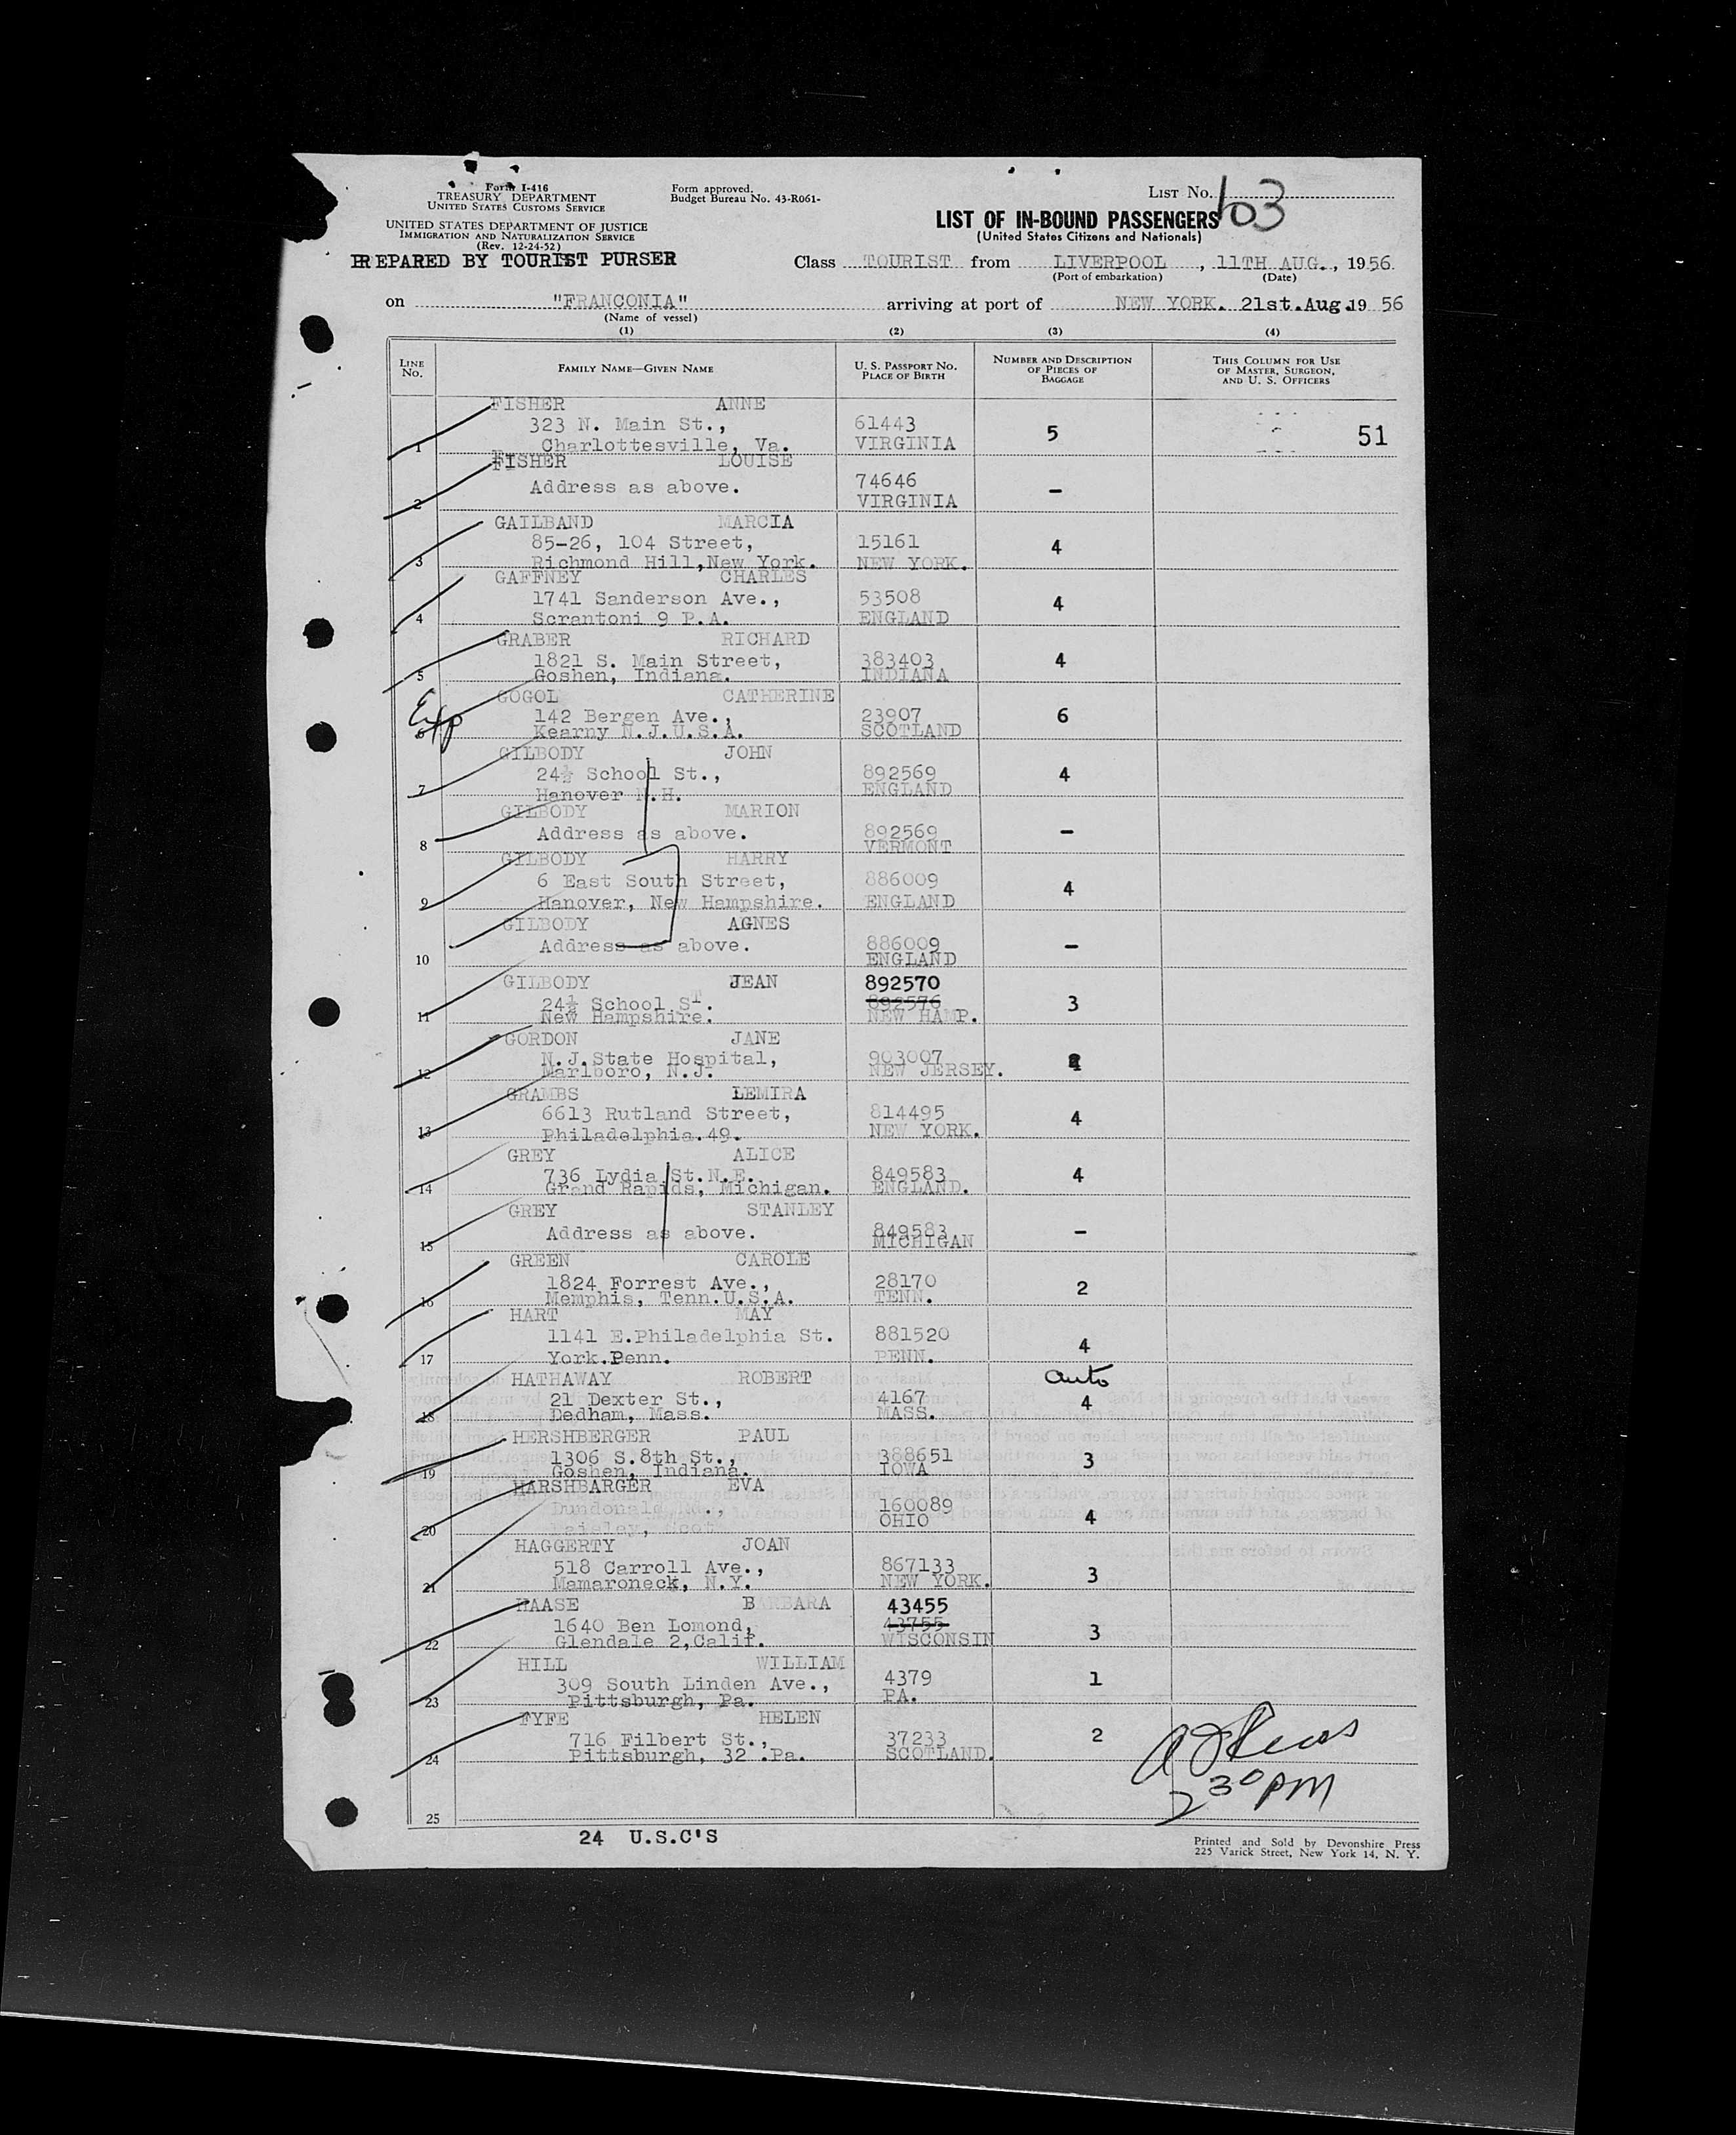 Form I-416
TREASURY DEPARTMENT
UNITED STATES CUSTOMS SERVICE
UNITED STATES DEPARTMENT OF JUSTICE
IMMIGRATION AND NATURALIZATION SERVICE
(Rev. 12-24-52)
PREPARED BY TOURIST PURSER
Form approved.
Budget Bureau No. 43-R061-
LIST No. 103
LIST OF IN-BOUND PASSENGERS
(United States Citizens and Nationals)
Class TOURIST from LIVERPOOL, 11TH AUG., 1956
(Port of embarkation) (Date)
on "FRANCONIA" arriving at port of NEW YORK. 21st.Aug.19 56
(Name of vessel)
(1) (2) (3) (4)
LINE No. FAMILY NAME—GIVEN NAME U. S. PASSPORT NO. PLACE OF BIRTH NUMBER AND DESCRIPTION OF PIECES OF BAGGAGE THIS COLUMN FOR USE OF MASTER, SURGEON, AND U. S. OFFICERS
FISHER ANNE
323 N. Main St., 61443 5 51
1 Charlottesville, Va. VIRGINIA
FISHER LOUISE
Address as above. 74646 –
2 VIRGINIA
GAILBAND MARCIA
85-26, 104 Street, 15161 4
3 Richmond Hill,New York. NEW YORK.
GAFFNEY CHARLES
1741 Sanderson Ave., 53508 4
4 Scrantoni 9 P.A. ENGLAND
GRABER RICHARD
1821 S. Main Street, 383403 4
5 Goshen, Indiana. INDIANA
Exp GOGOL CATHERINE
142 Bergen Ave., 23907 6
6 Kearny N.J.U.S.A. SCOTLAND
GILBODY JOHN
24½ School St., 892569 4
7 Hanover N.H. ENGLAND
GILBODY MARION
Address as above. 892569 –
8 VERMONT
GILBODY HARRY
6 East South Street, 886009 4
9 Hanover, New Hampshire. ENGLAND
GILBODY AGNES
Address as above. 886009 –
10 ENGLAND
GILBODY JEAN 892570
24½ School ST. 892576 3
11 New Hampshire. NEW HAMP.
GORDON JANE
N.J.State Hospital, 903007
12 Marlboro, N.J. NEW JERSEY.
GRAMBS LEMIRA
6613 Rutland Street, 814495 4
13 Philadelphia.49. NEW YORK.
GREY ALICE
736 Lydia St.N.E. 849583 4
14 Grand Rapids, Michigan. ENGLAND.
GREY STANLEY
Address as above. 849583 –
15 MICHIGAN
GREEN CAROLE
1824 Forrest Ave., 28170 2
16 Memphis, Tenn.U.S.A. TENN.
HART MAY
1141 E.Philadelphia St. 881520 4
17 York.Penn. PENN.
HATHAWAY ROBERT auto
21 Dexter St., 4167 4
18 Dedham, Mass. MASS.
HERSHBERGER PAUL
1306 S.8th St., 388651 3
19 Goshen, Indiana. IOWA
HARSHBARGER EVA
Dundonald 160089 4
20 Paisley, Scot OHIO
HAGGERTY JOAN
518 Carroll Ave., 867133 3
21 Mamaroneck, N.Y. NEW YORK.
HAASE BARBARA 43455
1640 Ben Lomond, 43755 3
22 Glendale 2,Calif. WISCONSIN
HILL WILLIAM
309 South Linden Ave., 4379 1
23 Pittsburgh, Pa. PA.
FYFE HELEN
716 Filbert St., 37233 2
24 Pittsburgh, 32 .Pa. SCOTLAND.
230 PM
25
24 U.S.C'S
Printed and Sold by Devonshire Press
225 Varick Street, New York 14, N. Y.